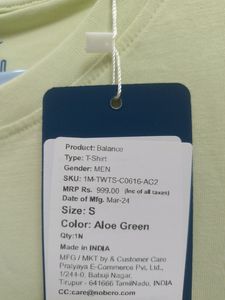 Product: Balance
Type: T-Shirt
Gender: MEN
SKU: 1M-TWTS-C0616-AC2
MRP Rs. 999.00 (Inc of all taxes)
Date of Mfg. Mar-24
Size: S
Color: Aloe Green
Qty:1N
Made in INDIA
MFG / MKT by & Customer Care
Pralyaya E-Commerce Pvt. Ltd.,
1/244-0, Babuji Nagar,
Tirupur - 641666 TamilNadu, INDIA
CC:care@nobero.com